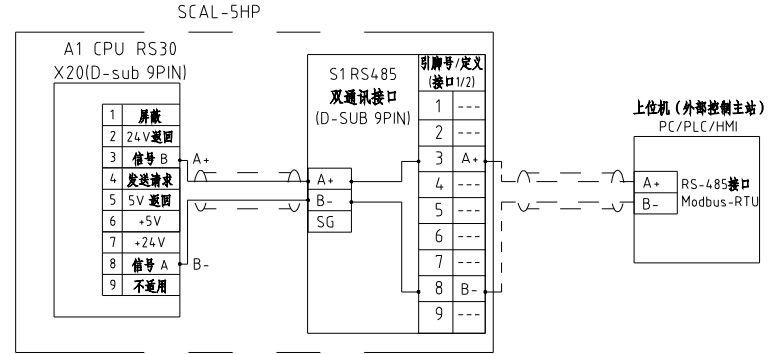 SCAL-5HP
A1 CPU RS30
X20(D-sub 9PIN)
1 屏蔽
2 24V返回
3 信号 B
4 发送请求
5 5V 返回
6 +5V
7 +24V
8 信号 A
9 不适用
A+
B-
S1 RS485
双通讯接口
(D-SUB 9PIN)
A+
B-
SG
引脚号/定义
(接口1/2)
1 ---
2 ---
3 A+
4 ---
5 ---
6 ---
7 ---
8 B-
9 ---
上位机（外部控制主站）
PC/PLC/HMI
A+
B-
RS-485接口
Modbus-RTU